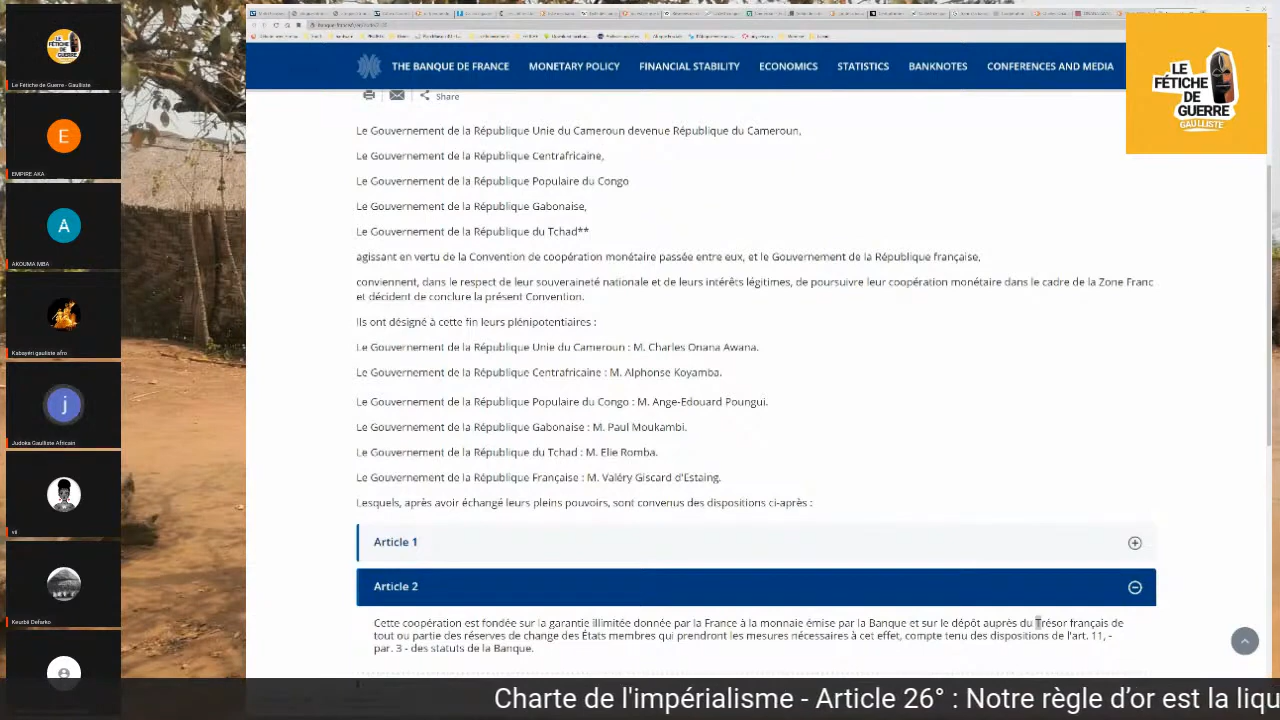 THE BANQUE DE FRANCE
MONETARY POLICY
FINANCIAL STABILITY
ECONOMICS
STATISTICS
BANKNOTES
CONFERENCES AND MEDIA
LE
FÉTICHE
DE
GUERRE
GAULLISTE
Share
Le Gouvernement de la République Unie du Cameroun devenue République du Cameroun,
Le Gouvernement de la République Centrafricaine,
Le Gouvernement de la République Populaire du Congo
Le Gouvernement de la République Gabonaise,
Le Gouvernement de la République du Tchad**
agissant en vertu de la Convention de coopération monétaire passée entre eux, et le Gouvernement de la République française,
conviennent, dans le respect de leur souveraineté nationale et de leurs intérêts légitimes, de poursuivre leur coopération monétaire dans le cadre de la Zone Franc
et décident de conclure la présent Convention.
Ils ont désigné à cette fin leurs plénipotentiaires :
Le Gouvernement de la République Unie du Cameroun : M. Charles Onana Awana.
Le Gouvernement de la République Centrafricaine : M. Alphonse Koyamba.
Le Gouvernement de la République Populaire du Congo : M. Ange-Edouard Poungui.
Le Gouvernement de la République Gabonaise : M. Paul Moukambi.
Le Gouvernement de la République du Tchad : M. Elie Romba.
Le Gouvernement de la République Française : M. Valéry Giscard d'Estaing.
Lesquels, après avoir échangé leurs pleins pouvoirs, sont convenus des dispositions ci-après :
Article 1
Article 2
Cette coopération est fondée sur la garantie illimitée donnée par la France à la monnaie émise par la Banque et sur le dépôt auprès du Trésor français de
tout ou partie des réserves de change des États membres qui prendront les mesures nécessaires à cet effet, compte tenu des dispositions de l'art. 11, -
par. 3 - des statuts de la Banque.
LE
FÉTICHE
DE
GUERRE
Le Fétiche de Guerre - Gaulliste
E
EMPIRE AKA
A
AKOUMA MBA
Kabayéri gauliste afro
j
Judoka Gaulliste Africain
vii
Keurbli Defarko
Charte de l'impérialisme - Article 26° : Notre règle d’or est la liqu